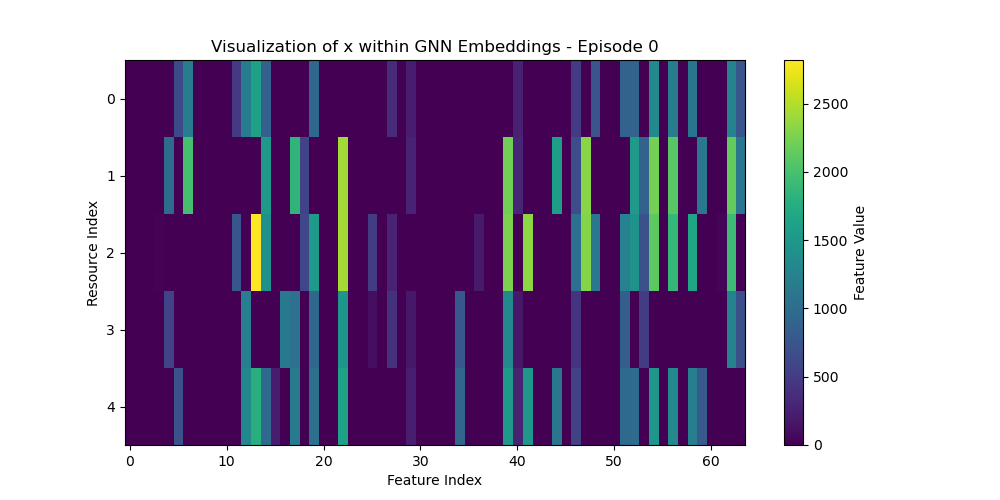 Visualization of x within GNN Embeddings - Episode 0
Resource Index
0
1
2
3
4
0 10 20 30 40 50 60
Feature Index
2500
2000
1500
1000
500
0
Feature Value